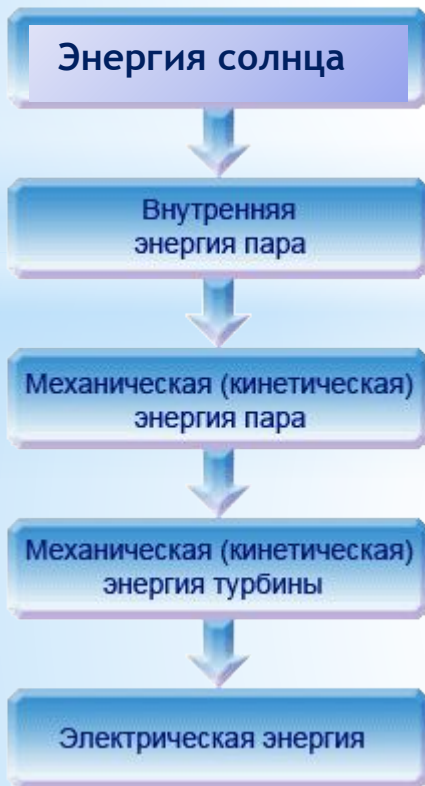 Энергия солнца
Внутренняя
энергия пара
Механическая (кинетическая)
энергия пара
Механическая (кинетическая)
энергия турбины
Электрическая энергия